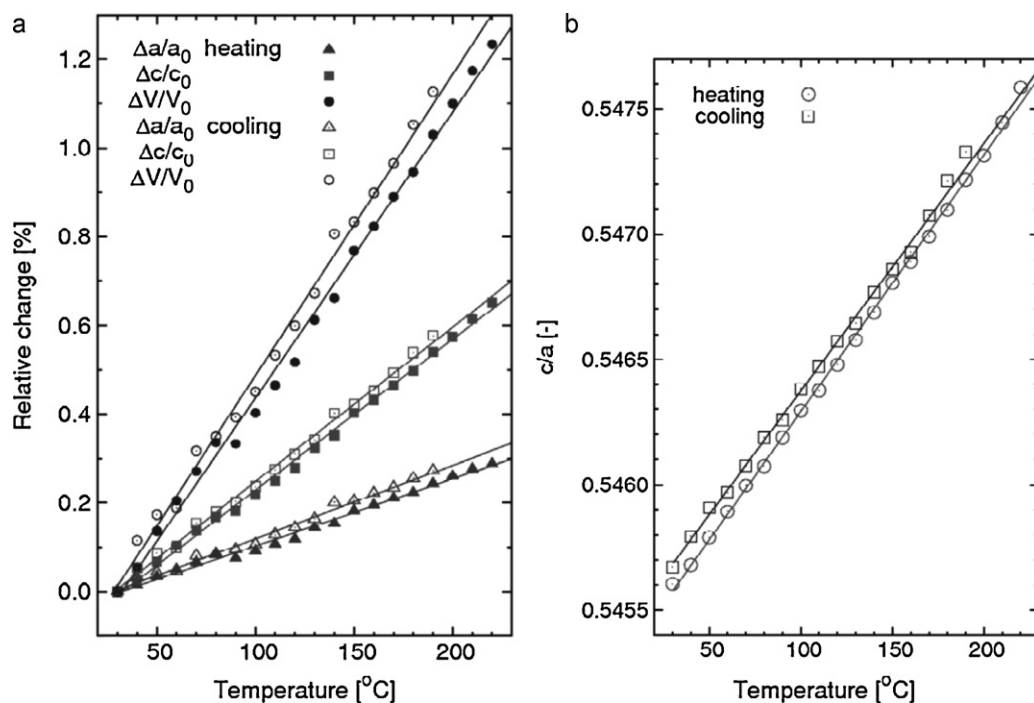 a
Relative change [%]
1.2
1.0
0.8
0.6
0.4
0.2
0.0
Δa/a₀ heating
Δc/c₀
ΔV/V₀
Δa/a₀ cooling
Δc/c₀
ΔV/V₀
50
100
150
200
Temperature [°C]
b
c/a [-]
0.5475
0.5470
0.5465
0.5460
0.5455
heating
cooling
50
100
150
200
Temperature [°C]